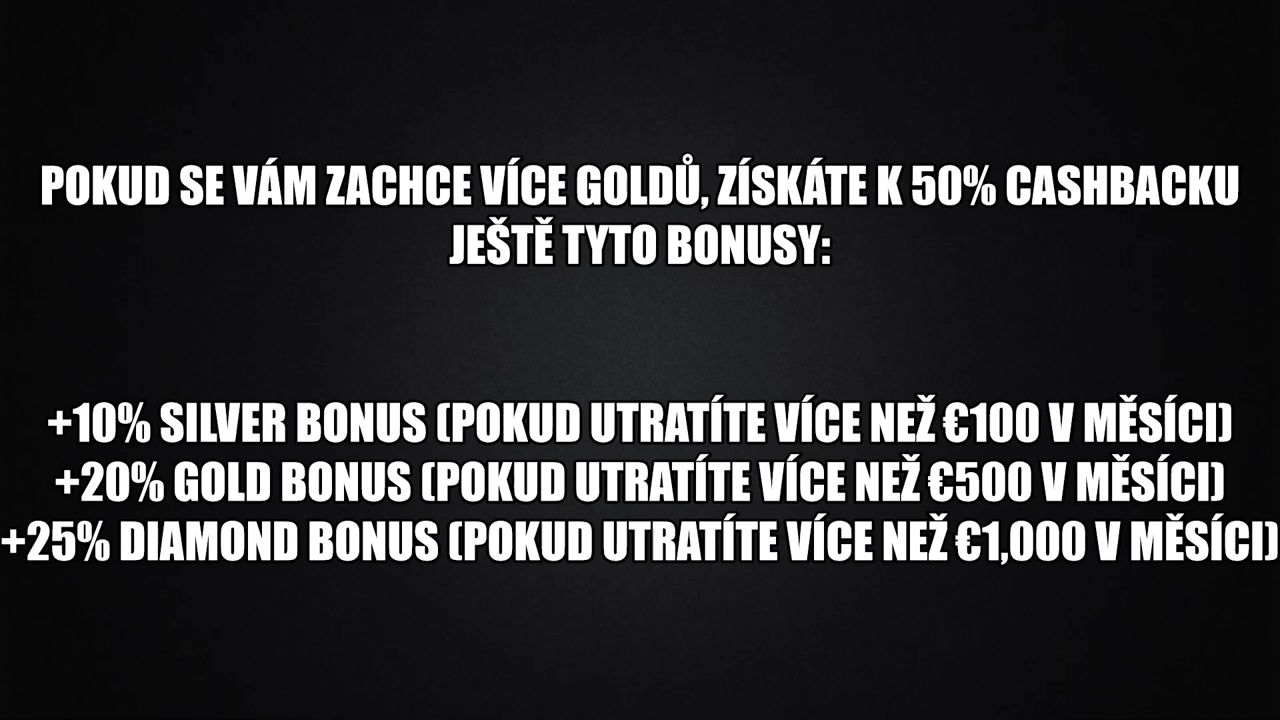 POKUD SE VÁM ZACHCE VÍCE GOLDŮ, ZÍSKÁTE K 50% CASHBACKU
JEŠTĚ TYTO BONUSY:
+10% SILVER BONUS (POKUD UTRATÍTE VÍCE NEŽ €100 V MĚSÍCI)
+20% GOLD BONUS (POKUD UTRATÍTE VÍCE NEŽ €500 V MĚSÍCI)
+25% DIAMOND BONUS (POKUD UTRATÍTE VÍCE NEŽ €1,000 V MĚSÍCI)